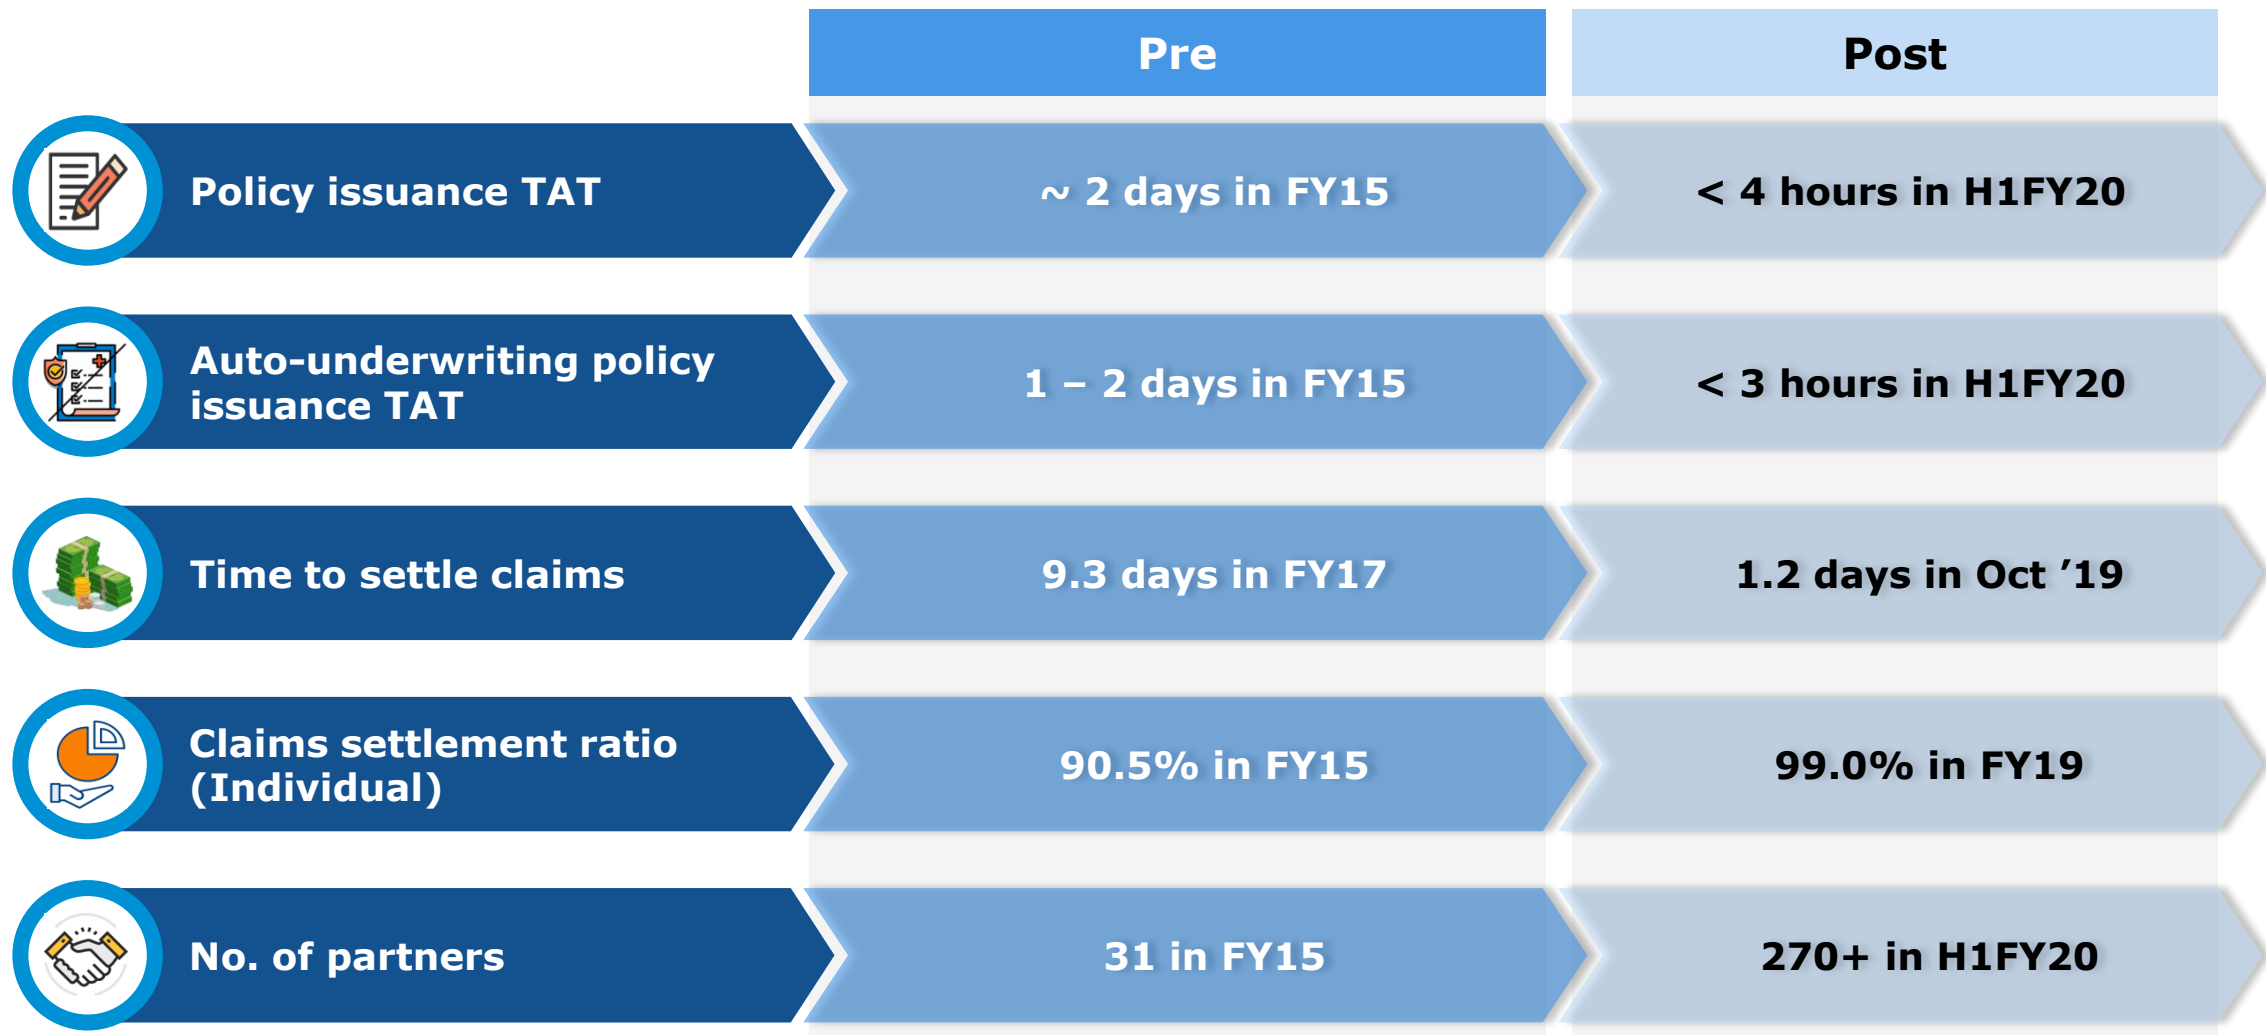 Pre
Post
Policy issuance TAT
~ 2 days in FY15
< 4 hours in H1FY20
Auto-underwriting policy
issuance TAT
1 – 2 days in FY15
< 3 hours in H1FY20
Time to settle claims
9.3 days in FY17
1.2 days in Oct ’19
Claims settlement ratio
(Individual)
90.5% in FY15
99.0% in FY19
No. of partners
31 in FY15
270+ in H1FY20